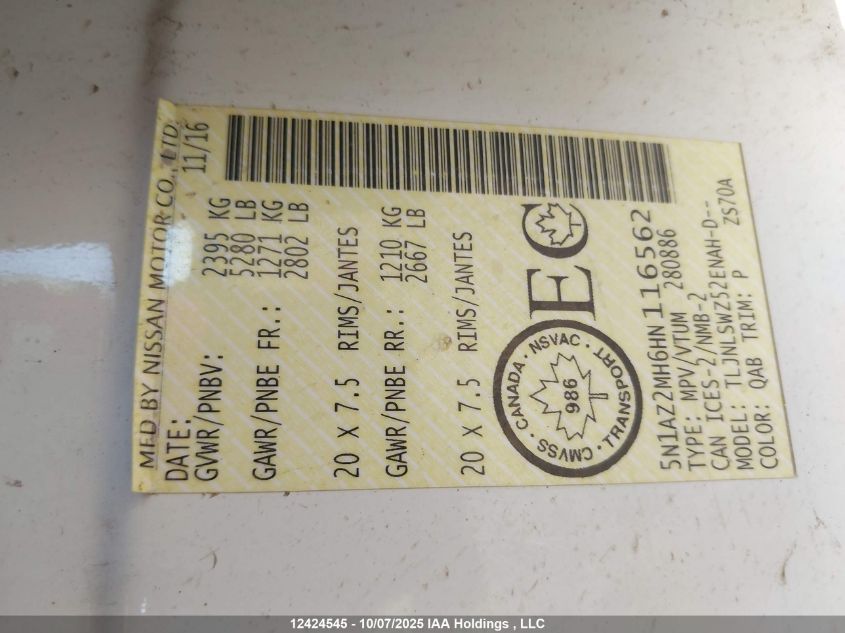 MFD BY NISSAN MOTOR CO., LTD.
DATE: 11/16
GVWR/PNBV: 2395 KG
5280 LB
GAWR/PNBE FR.: 1271 KG
2802 LB
20 X 7.5 RIMS/JANTES
GAWR/PNBE RR.: 1210 KG
2667 LB
20 X 7.5 RIMS/JANTES
CANADA · NSVAC · TRANSPORT · CMVSS ·
986
EC
5N1AZ2MH6HN116562
TYPE: MPV/VTUM 280886
CAN ICES-2/NMB-2
MODEL: TLJNLSWZ52ENAH-D--
COLOR: QAB TRIM: P ZS70A
12424545 - 10/07/2025 IAA Holdings , LLC